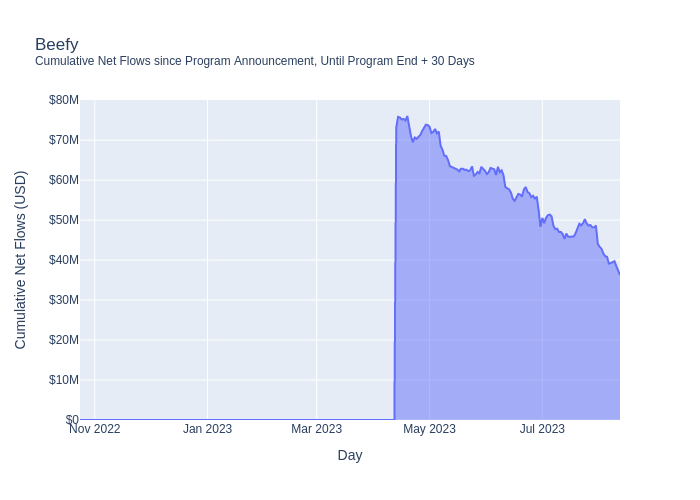 Beefy
Cumulative Net Flows since Program Announcement, Until Program End + 30 Days
Cumulative Net Flows (USD)
$80M
$70M
$60M
$50M
$40M
$30M
$20M
$10M
$0
Nov 2022
Jan 2023
Mar 2023
May 2023
Jul 2023
Day